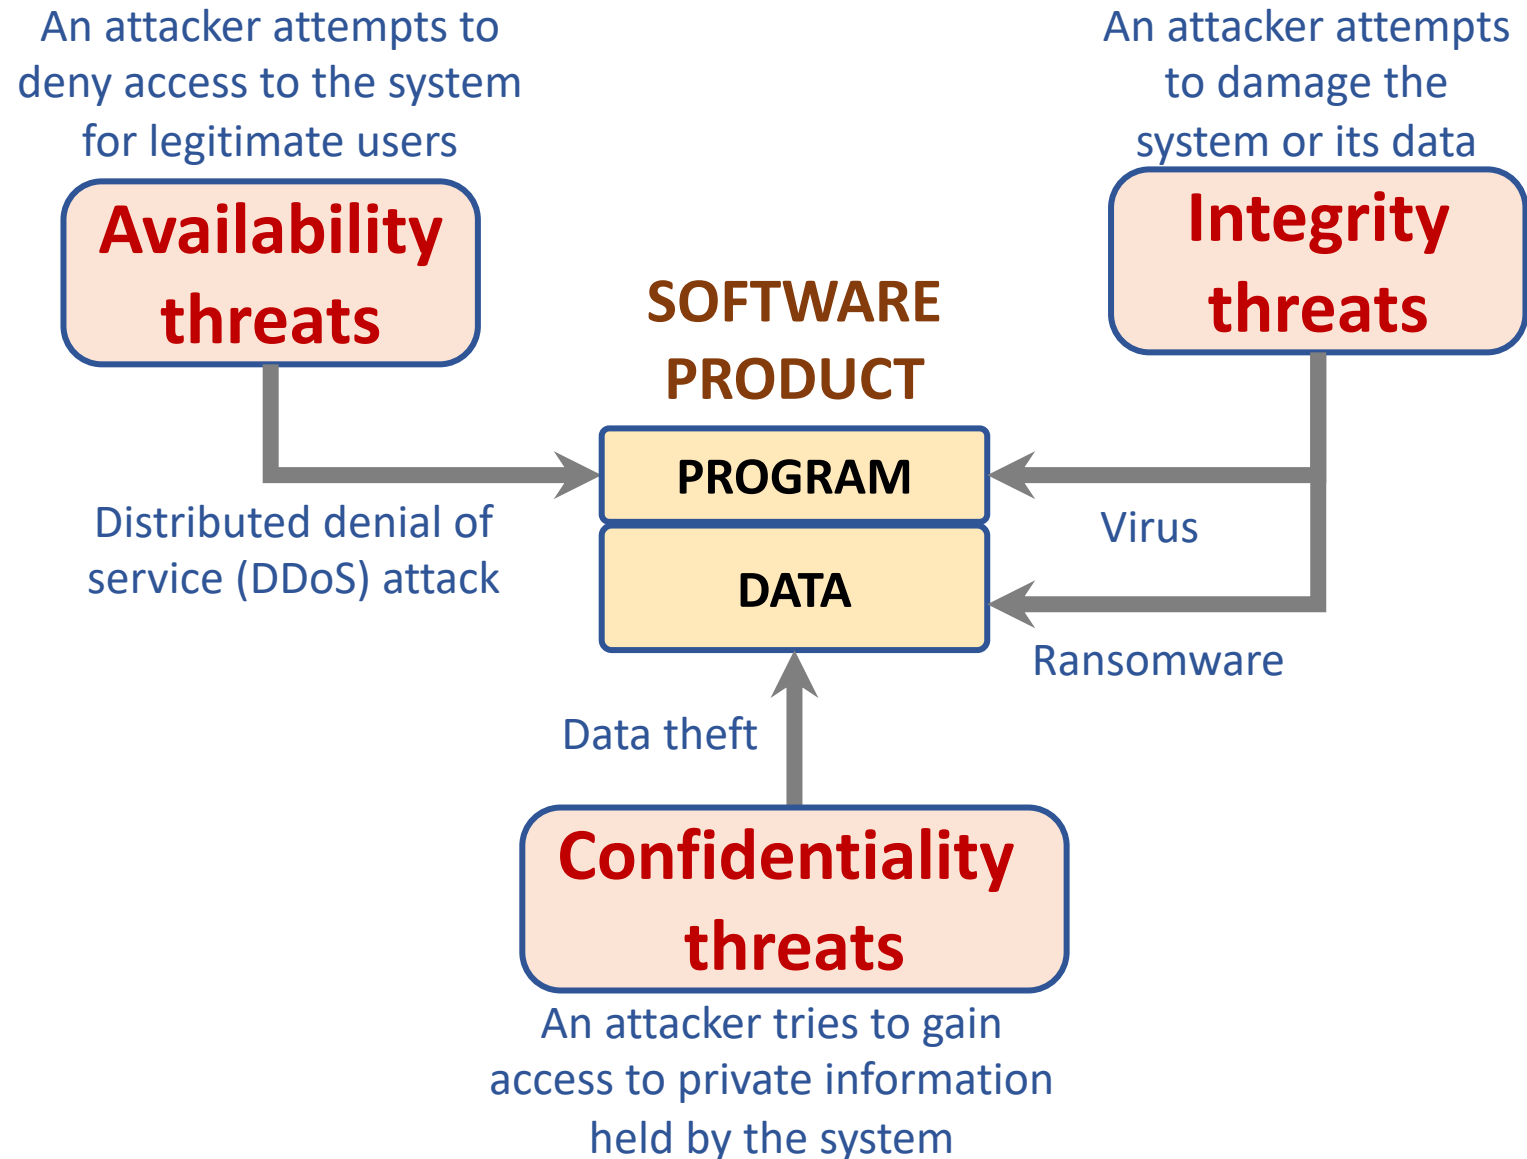 An attacker attempts to
deny access to the system
for legitimate users
Availability
threats
An attacker attempts
to damage the
system or its data
Integrity
threats
SOFTWARE
PRODUCT
PROGRAM
DATA
Distributed denial of
service (DDoS) attack
Virus
Ransomware
Data theft
Confidentiality
threats
An attacker tries to gain
access to private information
held by the system